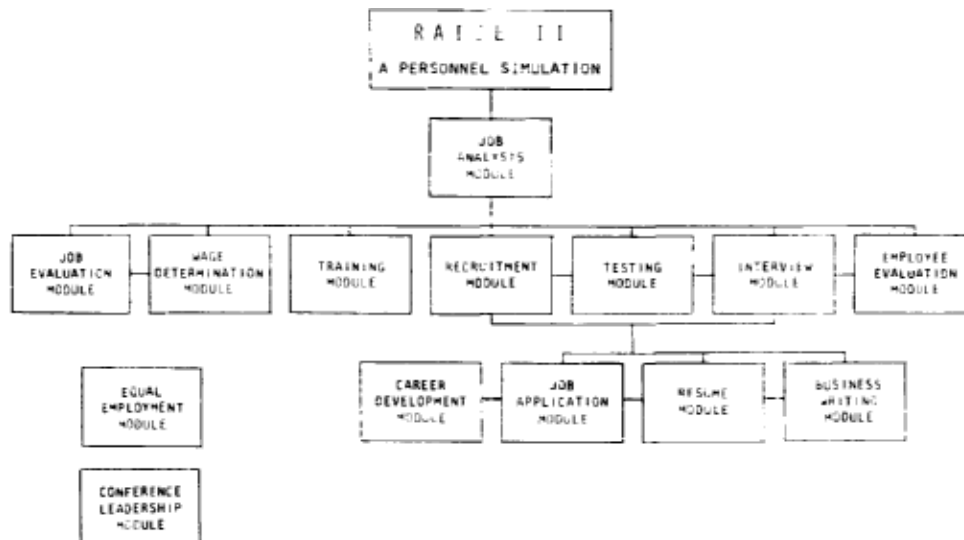 II
A PERSONNEL SIMULATION
JOB
ANALYSIS
MODULE
JOB
EVALUATION
MODULE
WAGE
DETERMINATION
MODULE
TRAINING
MODULE
RECRUITMENT
MODULE
TESTING
MODULE
INTERVIEW
MODULE
EMPLOYEE
EVALUATION
MODULE
EQUAL
EMPLOYMENT
MODULE
CAREER
DEVELOPMENT
MODULE
JOB
APPLICATION
MODULE
RESUME
MODULE
BUSINESS
WRITING
MODULE
CONFERENCE
LEADERSHIP
MODULE